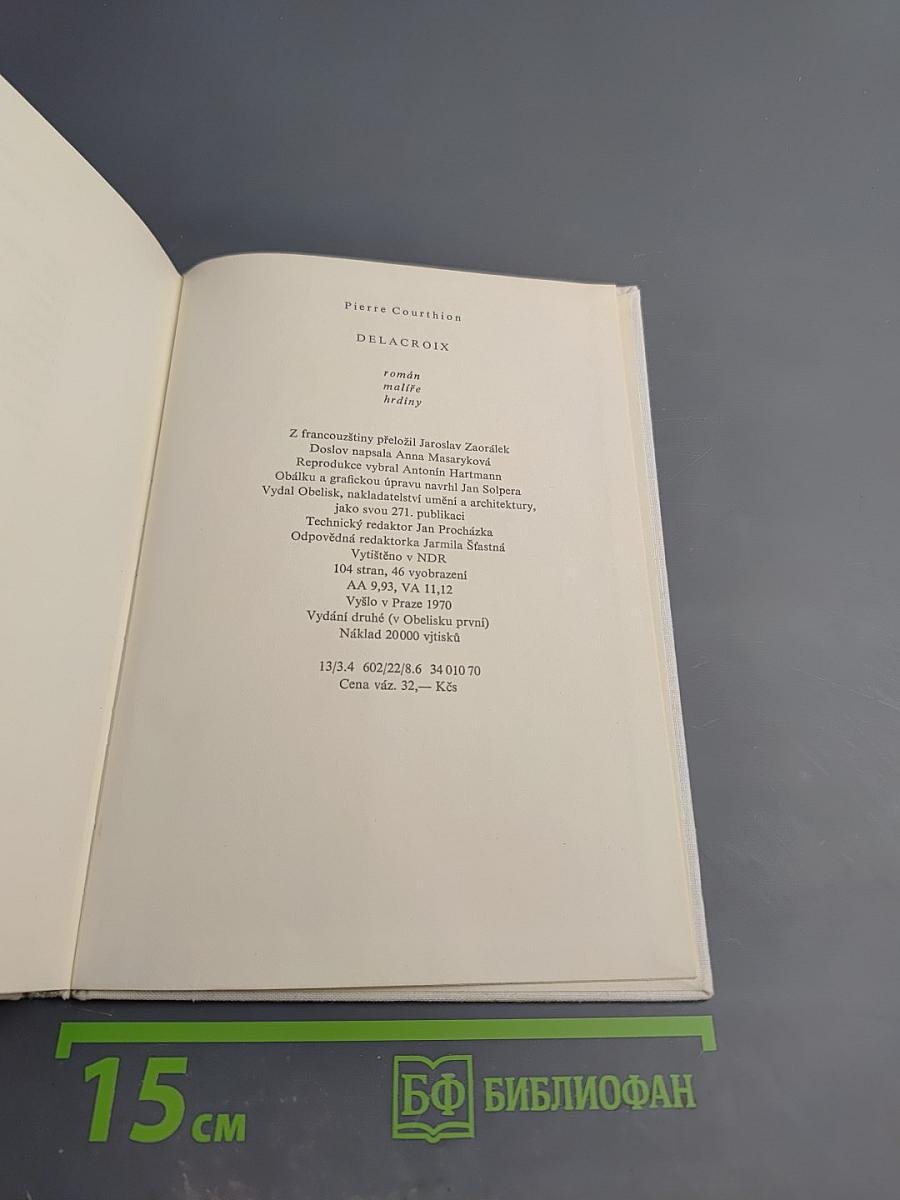 Pierre Courthion
DELACROIX
román
malíře
hrdiny
Z francouzštiny přeložil Jaroslav Zaorálek
Doslov napsala Anna Masaryková
Reprodukce vybral Antonín Hartmann
Obálku a grafickou úpravu navrhl Jan Solpera
Vydal Obelisk, nakladatelství umění a architektury,
jako svou 271. publikaci
Technický redaktor Jan Procházka
Odpovědná redaktorka Jarmila Šťastná
Vytištěno v NDR
104 stran, 46 vyobrazení
AA 9,93, VA 11,12
Vyšlo v Praze 1970
Vydání druhé (v Obelisku první)
Náklad 20000 vjtisků
13/3.4 602/22/8.6 34 010 70
Cena váz. 32,— Kčs
15 см
БФ БИБЛИОФАН